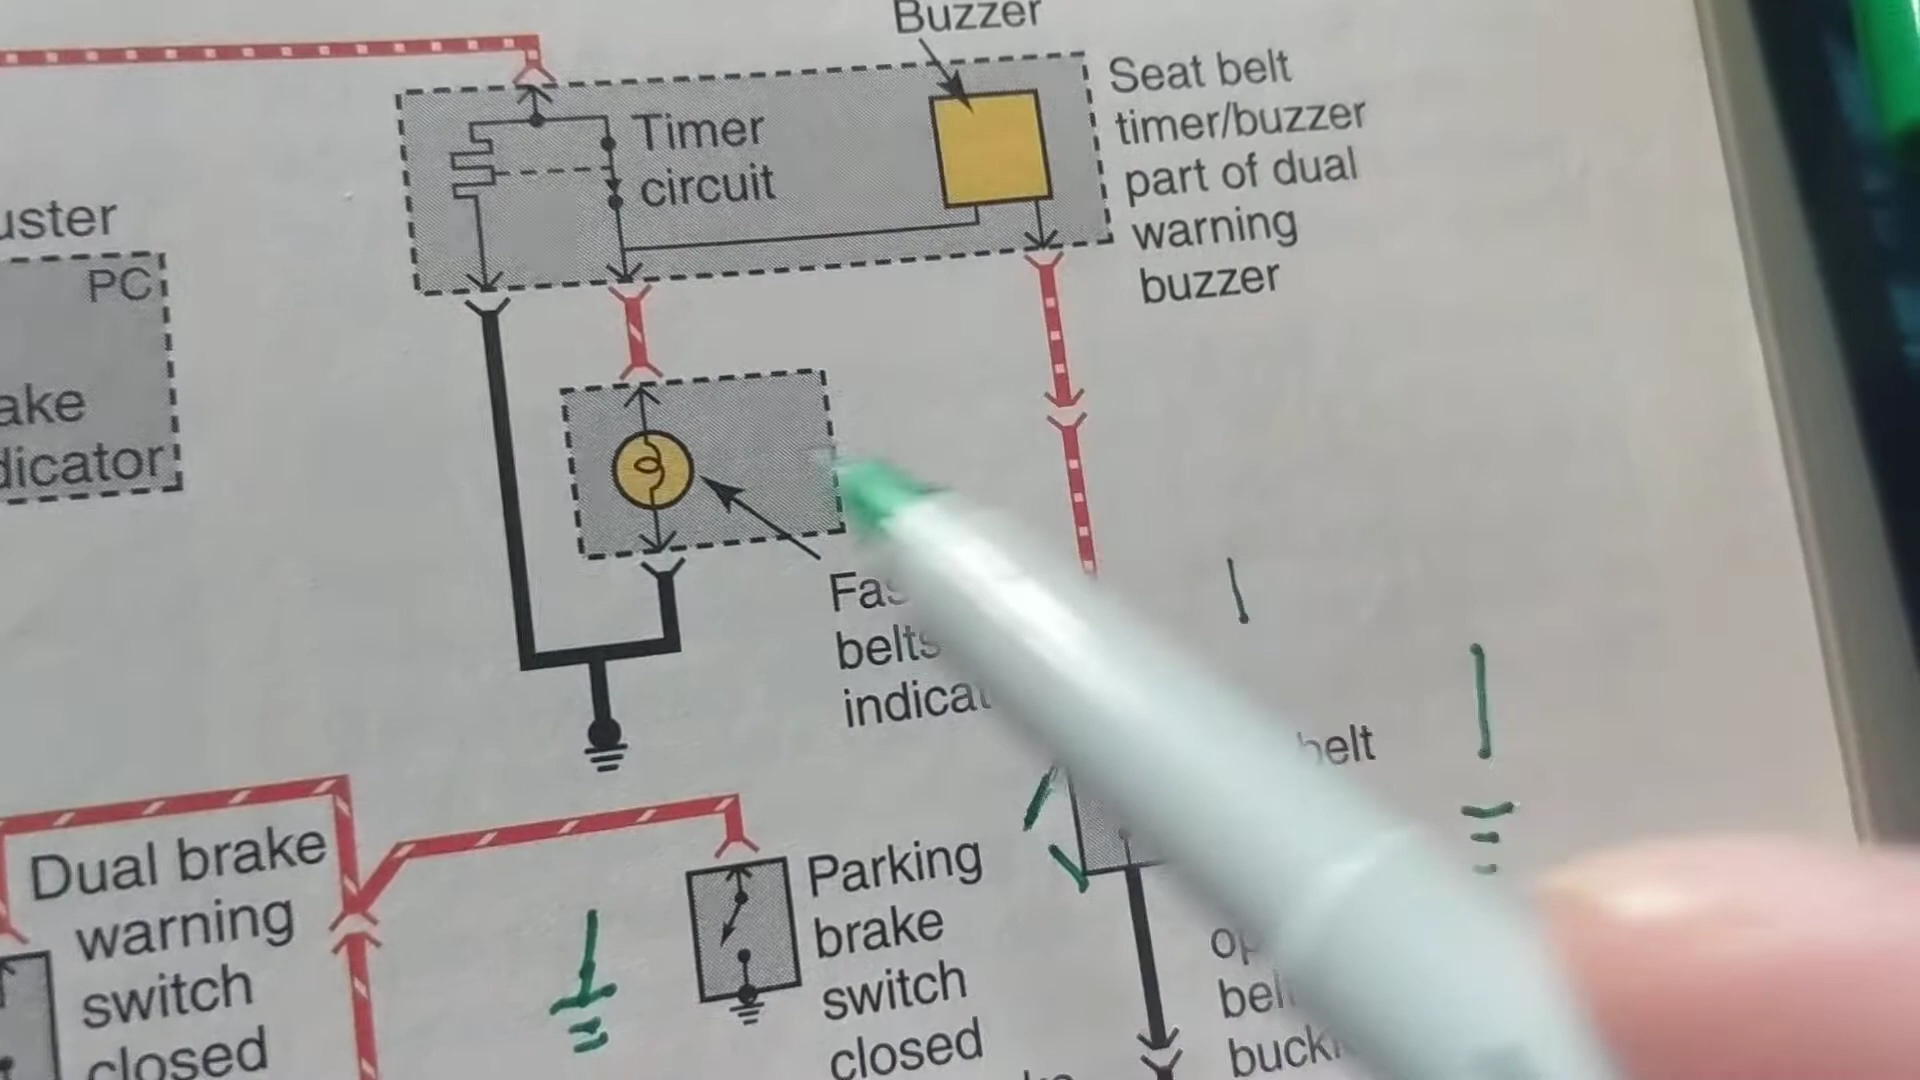 Buzzer
Seat belt
timer/buzzer
part of dual
warning
buzzer
Timer
circuit
uster
PC
ake
dicator
Fas
belts
indicat
belt
Dual brake
warning
switch
closed
Parking
brake
switch
closed
op
bel
buck